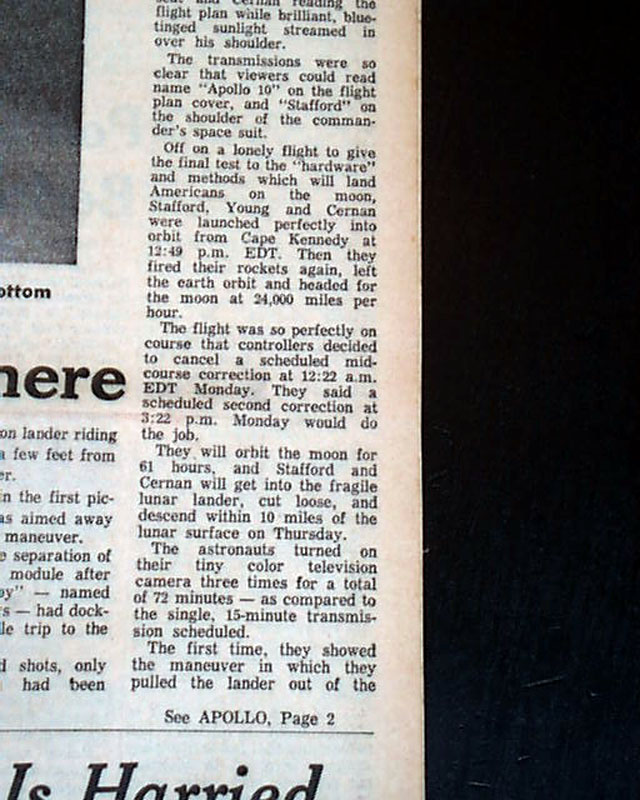 ottom
here
on lander riding
a few feet from
er.
in the first pic-
as aimed away
maneuver.
e separation of
module after
py" — named
s — had dock-
le trip to the
d shots, only
had been
seat and Cernan reading the
flight plan while brilliant, blue-
tinged sunlight streamed in
over his shoulder.
The transmissions were so
clear that viewers could read
name "Apollo 10" on the flight
plan cover, and "Stafford" on
the shoulder of the comman-
der's space suit.
Off on a lonely flight to give
the final test to the "hardware"
and methods which will land
Americans on the moon,
Stafford, Young and Cernan
were launched perfectly into
orbit from Cape Kennedy at
12:49 p.m. EDT. Then they
fired their rockets again, left
the earth orbit and headed for
the moon at 24,000 miles per
hour.
The flight was so perfectly on
course that controllers decided
to cancel a scheduled mid-
course correction at 12:22 a.m.
EDT Monday. They said a
scheduled second correction at
3:22 p.m. Monday would do
the job.
They will orbit the moon for
61 hours, and Stafford and
Cernan will get into the fragile
lunar lander, cut loose, and
descend within 10 miles of the
lunar surface on Thursday.
The astronauts turned on
their tiny color television
camera three times for a total
of 72 minutes — as compared to
the single, 15-minute transmis-
sion scheduled.
The first time, they showed
the maneuver in which they
pulled the lander out of the
See APOLLO, Page 2
Is Harried